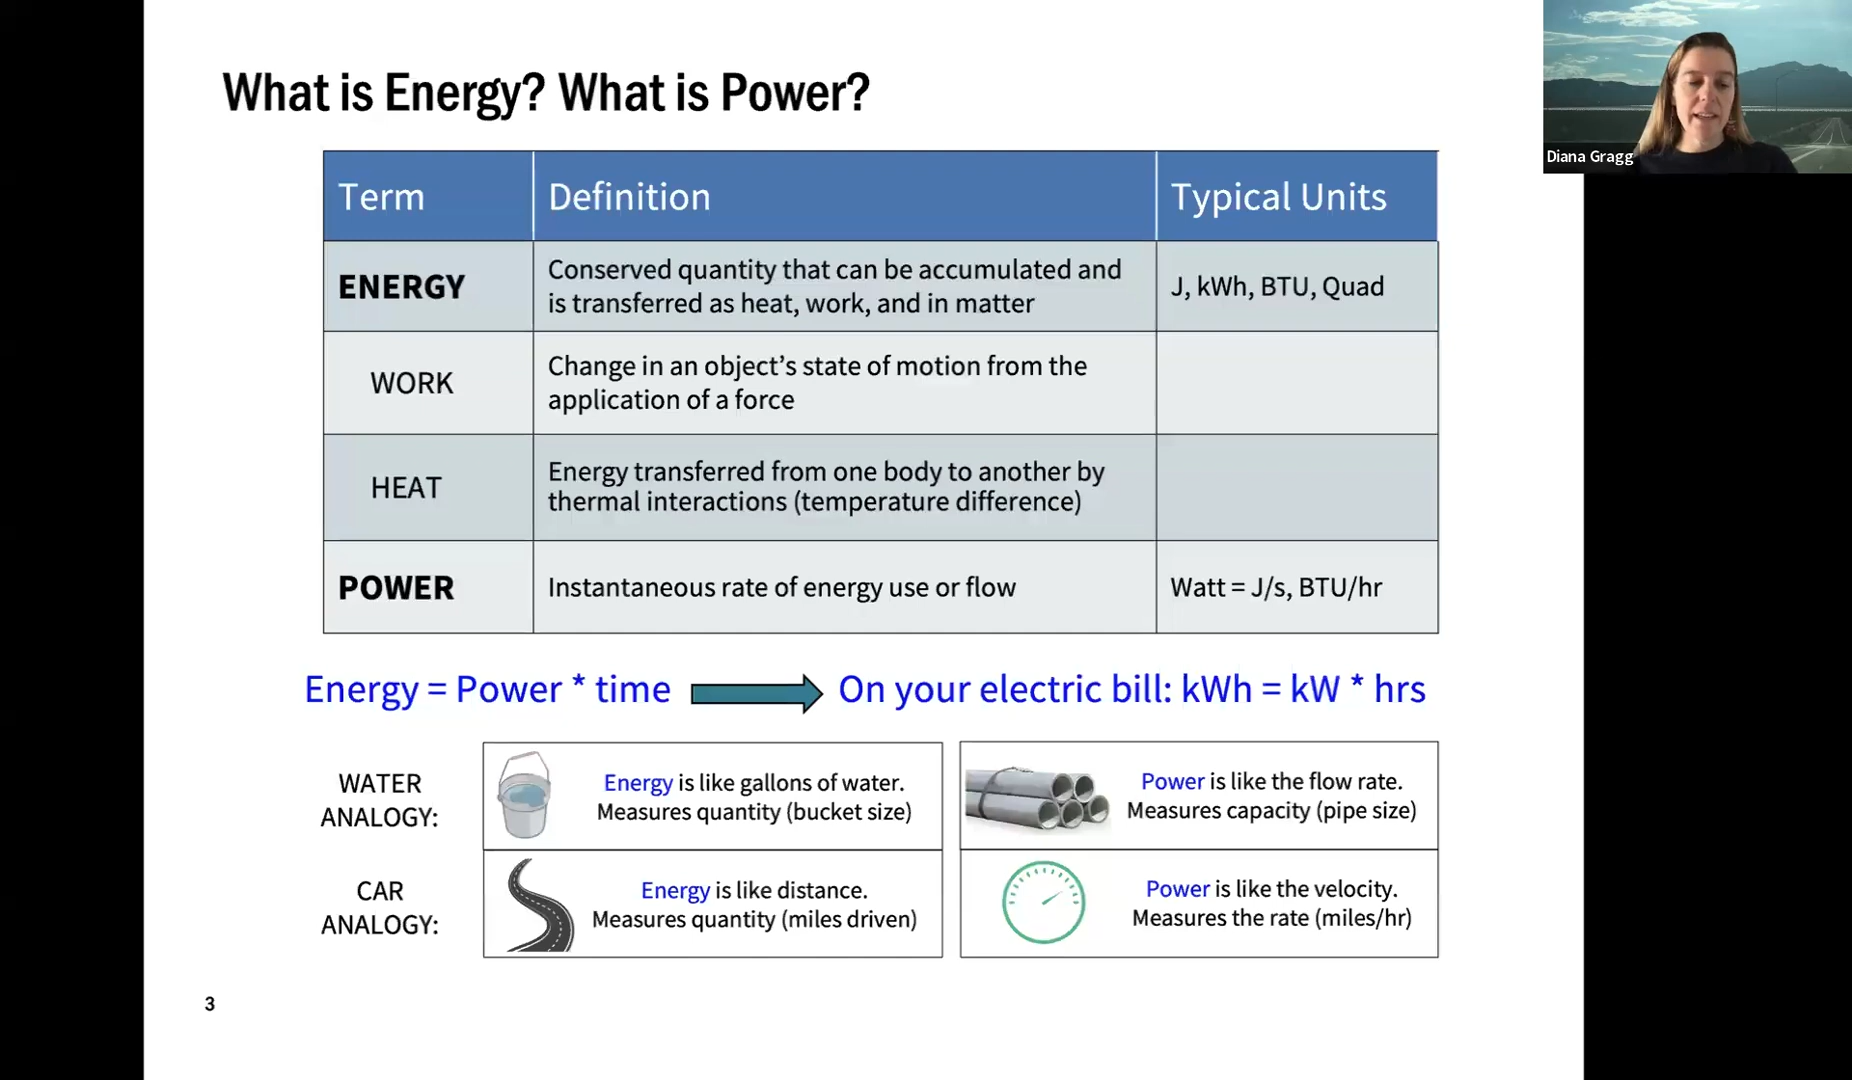 What is Energy? What is Power?
Diana Gragg
Term Definition Typical Units
ENERGY
Conserved quantity that can be accumulated and
is transferred as heat, work, and in matter
J, kWh, BTU, Quad
WORK
Change in an object’s state of motion from the
application of a force
HEAT
Energy transferred from one body to another by
thermal interactions (temperature difference)
POWER
Instantaneous rate of energy use or flow
Watt = J/s, BTU/hr
Energy = Power * time
On your electric bill: kWh = kW * hrs
WATER
ANALOGY:
Energy is like gallons of water.
Measures quantity (bucket size)
Power is like the flow rate.
Measures capacity (pipe size)
CAR
ANALOGY:
Energy is like distance.
Measures quantity (miles driven)
Power is like the velocity.
Measures the rate (miles/hr)
3